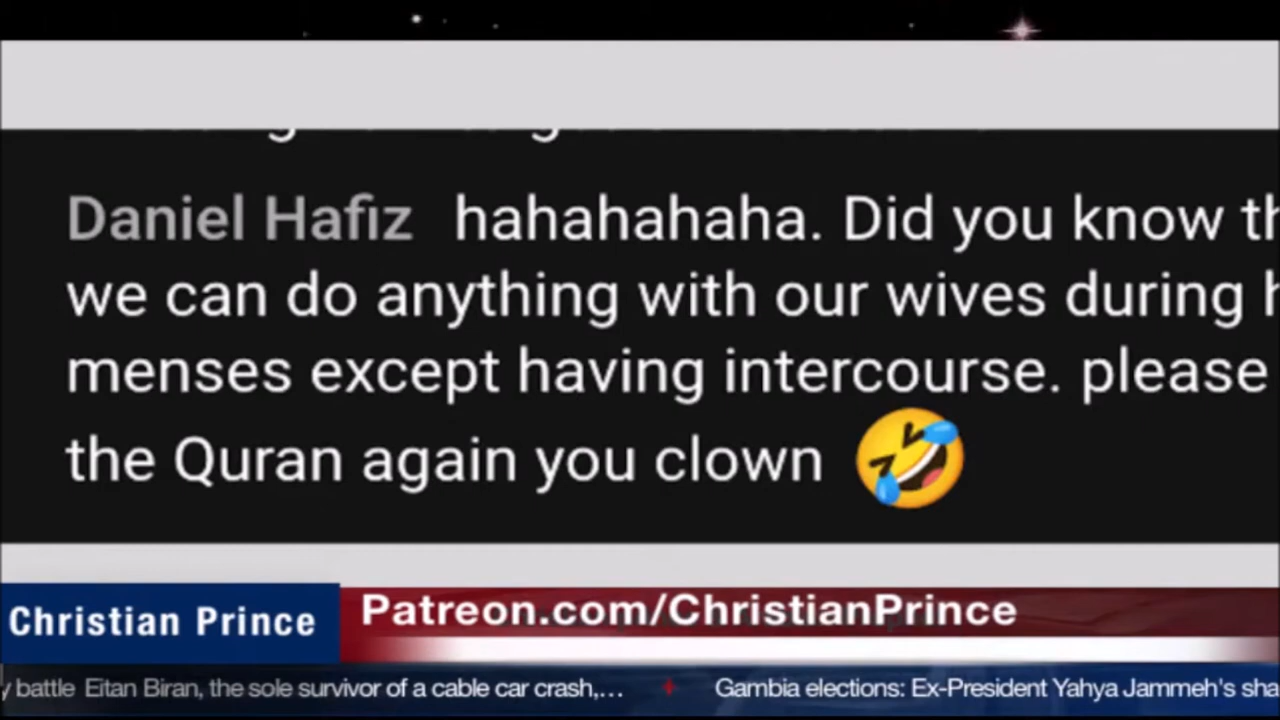 Daniel Hafiz hahahahaha. Did you know
we can do anything with our wives during
menses except having intercourse. please
the Quran again you clown 🤣
Christian Prince
Patreon.com/ChristianPrince
battle Eitan Biran, the sole survivor of a cable car crash,... Gambia elections: Ex-President Yahya Jammeh's